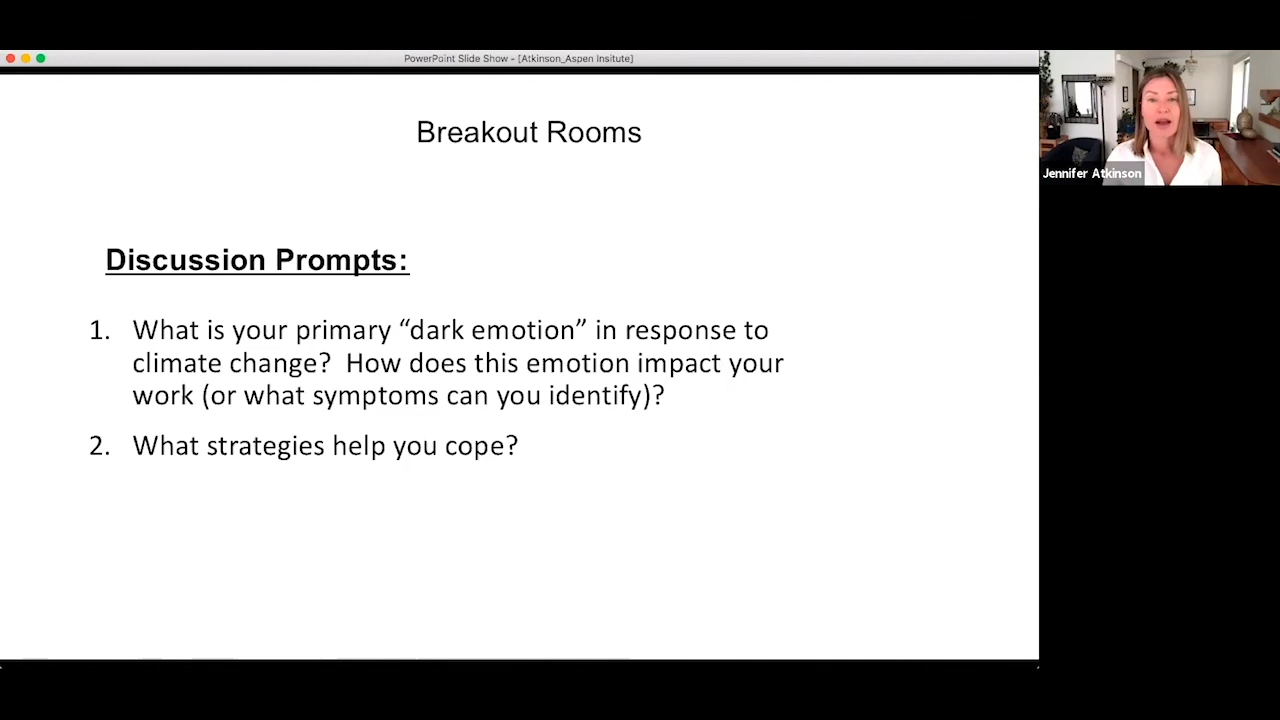 PowerPoint Slide Show - [Atkinson_Aspen Insitute]
Breakout Rooms
Jennifer Atkinson
Discussion Prompts:
1. What is your primary “dark emotion” in response to
climate change?  How does this emotion impact your
work (or what symptoms can you identify)?
2. What strategies help you cope?